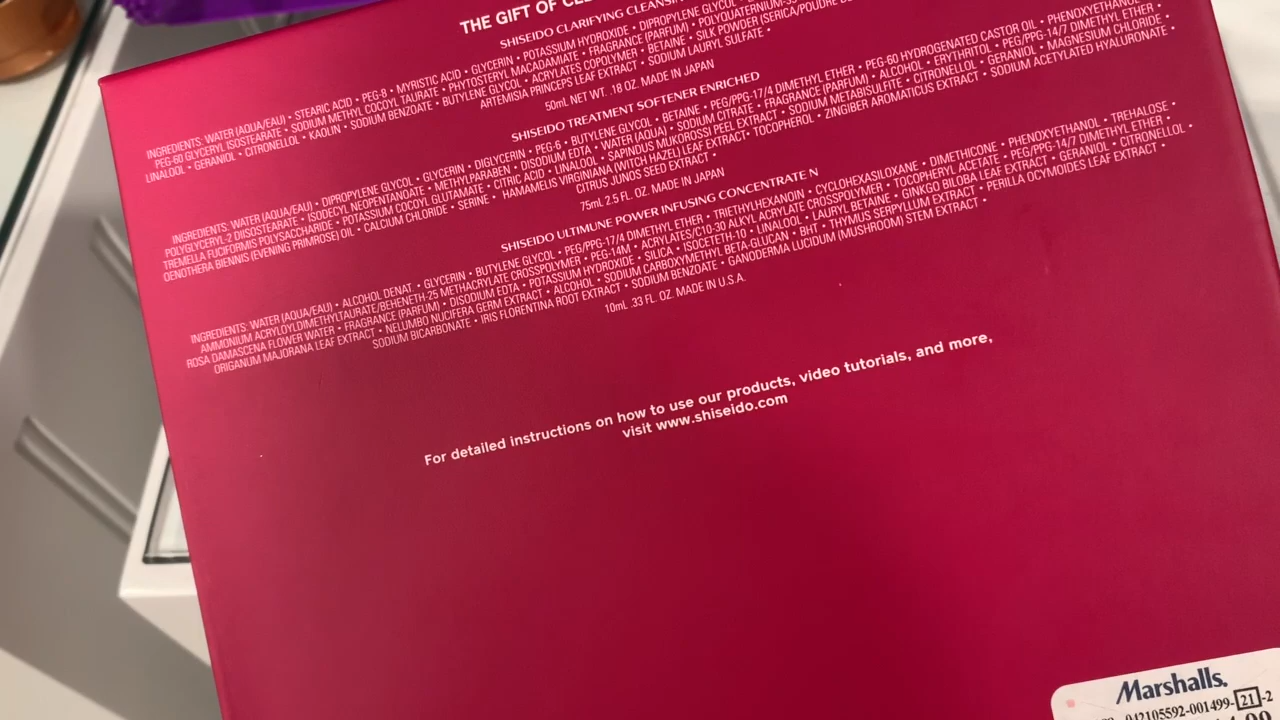 THE GIFT OF
SHISEIDO CLARIFYING
INGREDIENTS: WATER (AQUA/EAU) • STEARIC ACID • PEG-8 • MYRISTIC ACID • GLYCERIN • POTASSIUM HYDROXIDE • DIPROPYLENE GLYCOL •
PEG-60 GLYCERYL ISOSTEARATE • SODIUM METHYL COCOYL TAURATE • PHYTOSTERYL MACADAMIATE • FRAGRANCE (PARFUM) •
LINALOOL • GERANIOL • CITRONELLOL • KAOLIN • SODIUM BENZOATE • BUTYLENE GLYCOL • ACRYLATES COPOLYMER • BETAINE • SILK POWDER (SERICA/POUDRE
ARTEMISIA PRINCEPS LEAF EXTRACT • SODIUM LAURYL SULFATE •
50mL NET WT. .18 OZ. MADE IN JAPAN
SHISEIDO TREATMENT SOFTENER ENRICHED
INGREDIENTS: WATER (AQUA/EAU) • DIPROPYLENE GLYCOL • GLYCERIN • DIGLYCERIN • PEG-6 • BUTYLENE GLYCOL • BETAINE • PEG/PPG-17/4 DIMETHYL ETHER • PEG-60 HYDROGENATED CASTOR OIL • PHENOXYETHANOL
POLYGLYCERYL-2 DIISOSTEARATE • ISODECYL NEOPENTANOATE • METHYLPARABEN • DISODIUM EDTA • WATER (AQUA) • SODIUM CITRATE • FRAGRANCE (PARFUM) • ALCOHOL • ERYTHRITOL • PEG/PPG-14/7 DIMETHYL ETHER •
TREMELLA FUCIFORMIS POLYSACCHARIDE • POTASSIUM COCOYL GLUTAMATE • CITRIC ACID • LINALOOL • SAPINDUS MUKOROSSI PEEL EXTRACT • SODIUM METABISULFITE • CITRONELLOL • GERANIOL • MAGNESIUM CHLORIDE •
OENOTHERA BIENNIS (EVENING PRIMROSE) OIL • CALCIUM CHLORIDE • SERINE • HAMAMELIS VIRGINIANA (WITCH HAZEL) LEAF EXTRACT • TOCOPHEROL • ZINGIBER AROMATICUS EXTRACT • SODIUM ACETYLATED HYALURONATE •
CITRUS JUNOS SEED EXTRACT •
75mL 2.5 FL. OZ. MADE IN JAPAN
SHISEIDO ULTIMUNE POWER INFUSING CONCENTRATE N
INGREDIENTS: WATER (AQUA/EAU) • ALCOHOL DENAT • GLYCERIN • BUTYLENE GLYCOL • PEG/PPG-17/4 DIMETHYL ETHER • TRIETHYLHEXANOIN • CYCLOHEXASILOXANE • DIMETHICONE • PHENOXYETHANOL • TREHALOSE •
AMMONIUM ACRYLOYLDIMETHYLTAURATE/BEHENETH-25 METHACRYLATE CROSSPOLYMER • PEG-14M • ACRYLATES/C10-30 ALKYL ACRYLATE CROSSPOLYMER • TOCOPHERYL ACETATE • PEG/PPG-14/7 DIMETHYL ETHER •
ROSA DAMASCENA FLOWER WATER • FRAGRANCE (PARFUM) • DISODIUM EDTA • POTASSIUM HYDROXIDE • SILICA • ISOCETETH-10 • LINALOOL • LAURYL BETAINE • GINKGO BILOBA LEAF EXTRACT • GERANIOL • CITRONELLOL •
ORIGANUM MAJORANA LEAF EXTRACT • NELUMBO NUCIFERA GERM EXTRACT • ALCOHOL • SODIUM CARBOXYMETHYL BETA-GLUCAN • BHT • THYMUS SERPYLLUM EXTRACT • PERILLA OCYMOIDES LEAF EXTRACT •
SODIUM BICARBONATE • IRIS FLORENTINA ROOT EXTRACT • SODIUM BENZOATE • GANODERMA LUCIDUM (MUSHROOM) STEM EXTRACT •
10mL .33 FL. OZ. MADE IN U.S.A.
For detailed instructions on how to use our products, video tutorials, and more,
visit www.shiseido.com
Marshalls.
042105592-001499-21-2